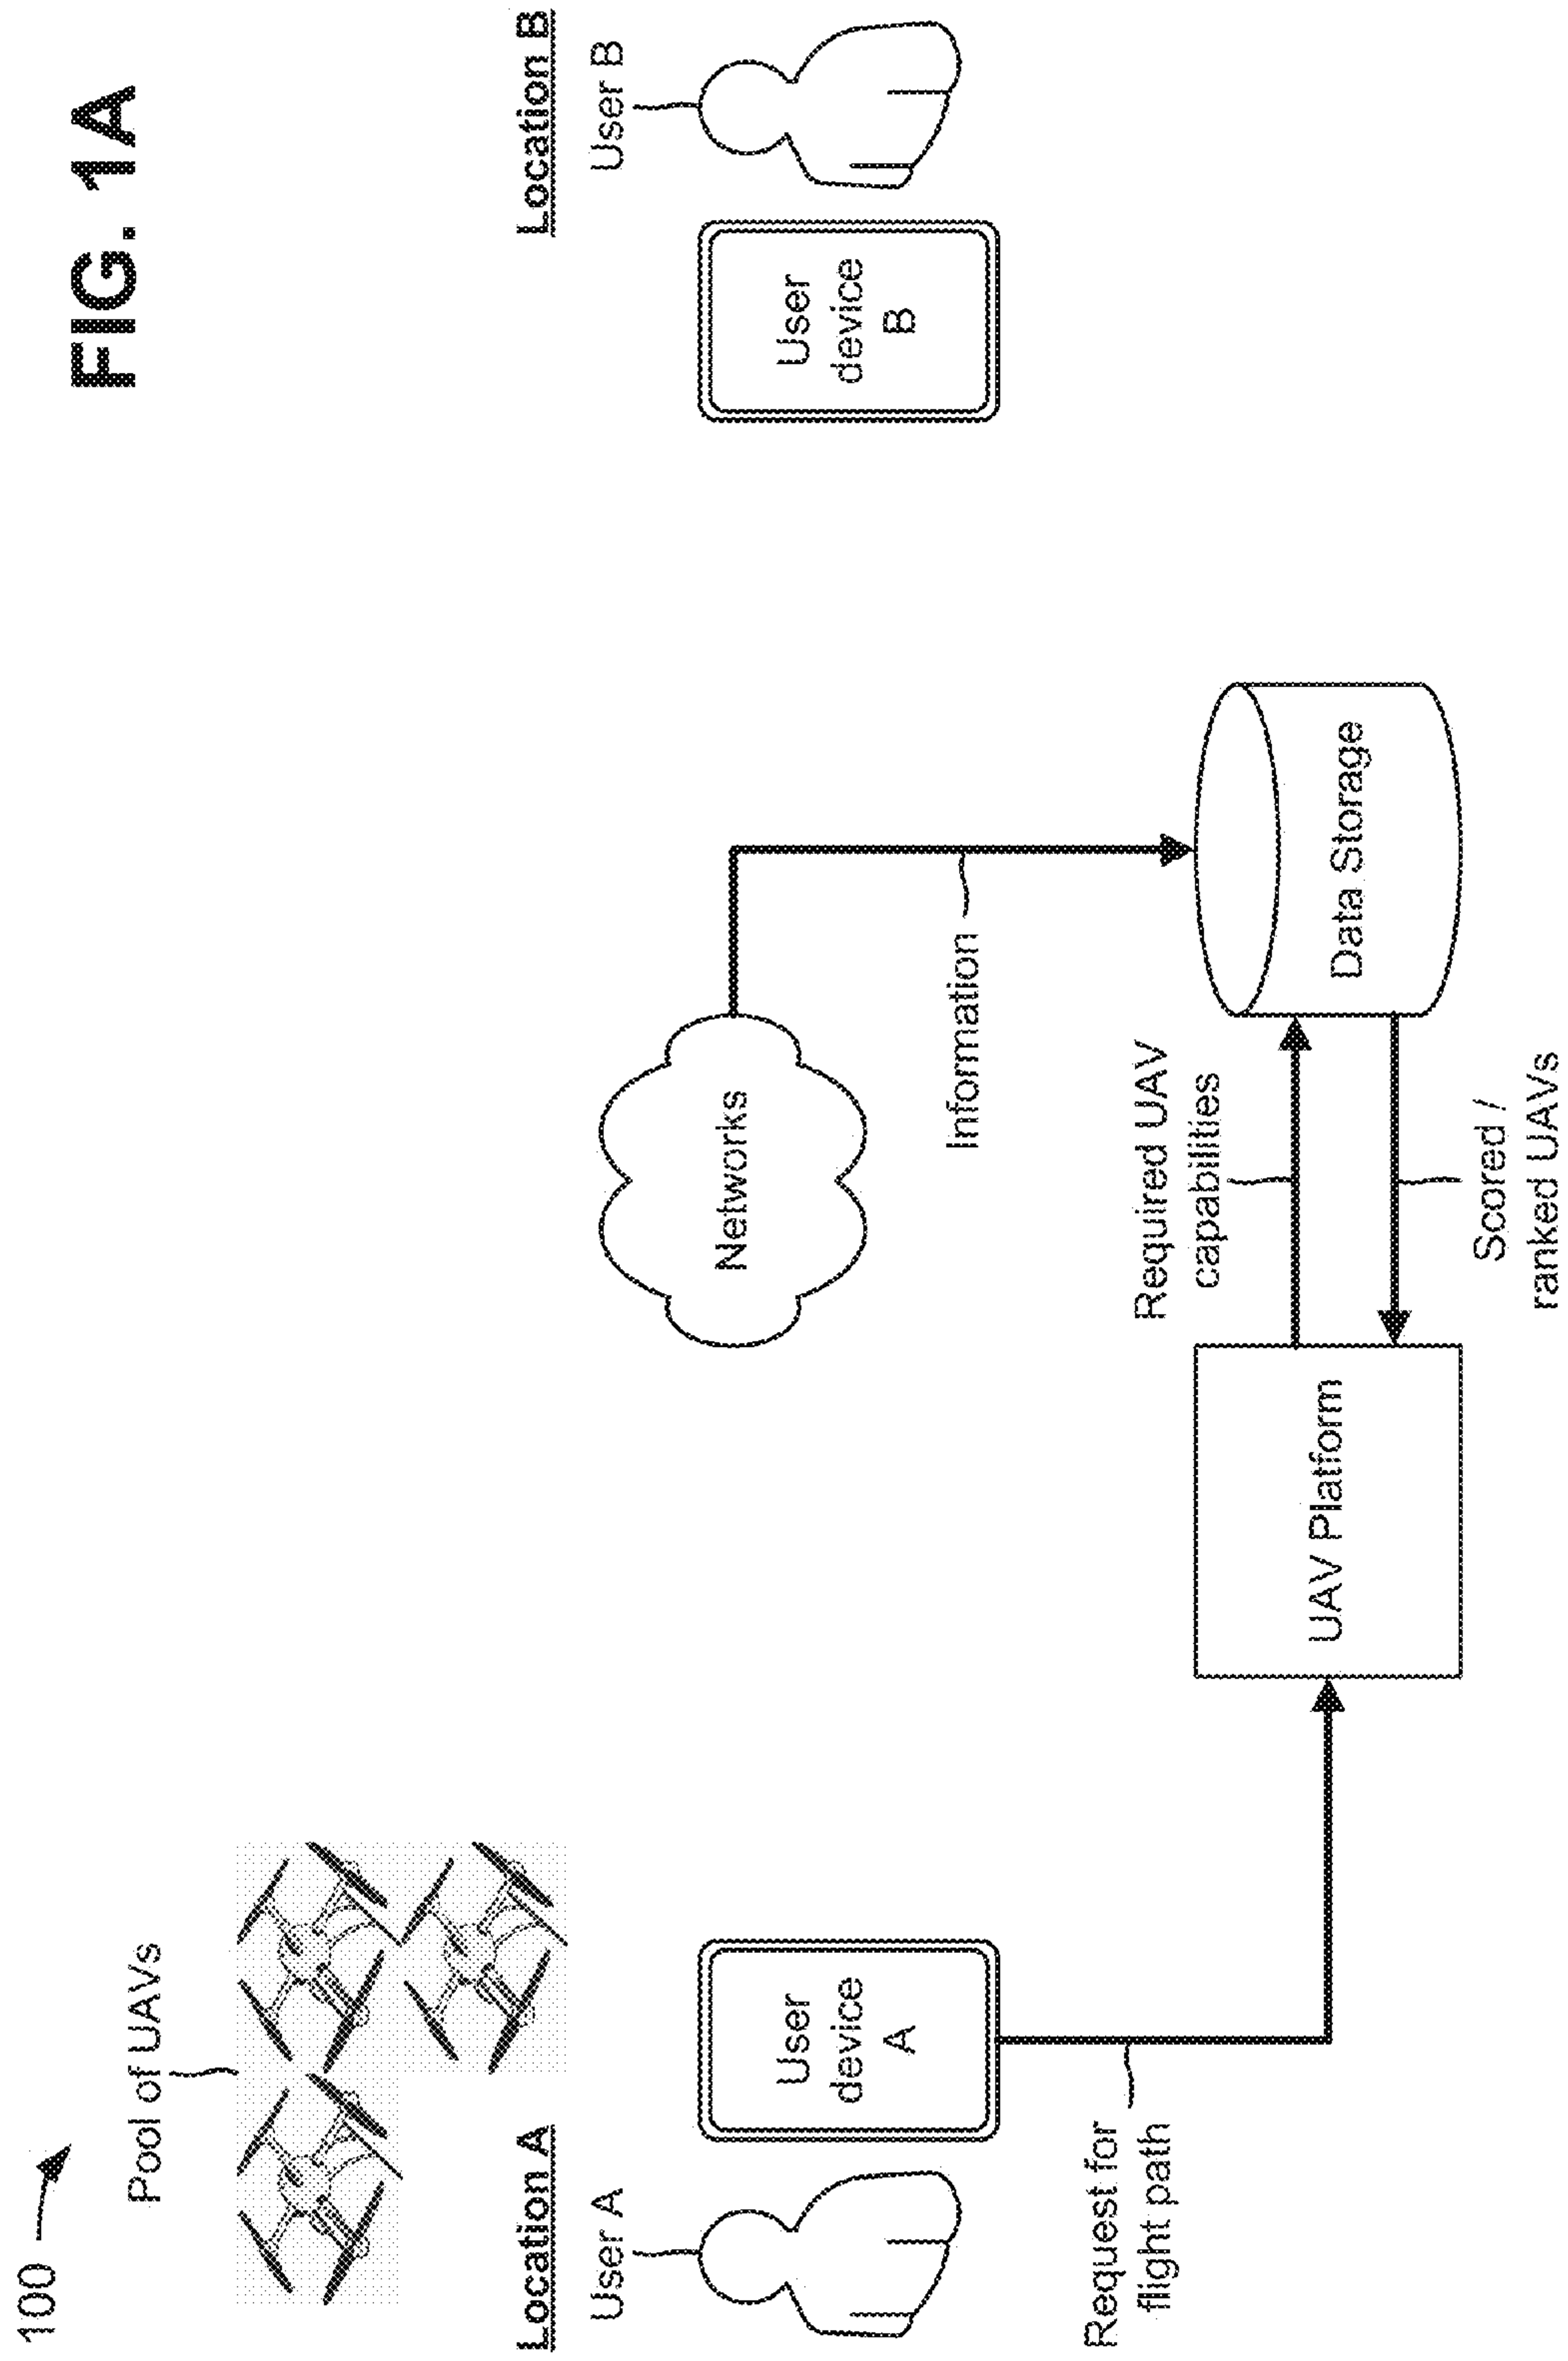 100
FIG. 1A
Pool of UAVs
Location A
User A
User
device
A
Location B
User B
User
device
B
Networks
Information
Request for
flight path
UAV Platform
Required UAV
capabilities
Scored /
ranked UAVs
Data Storage